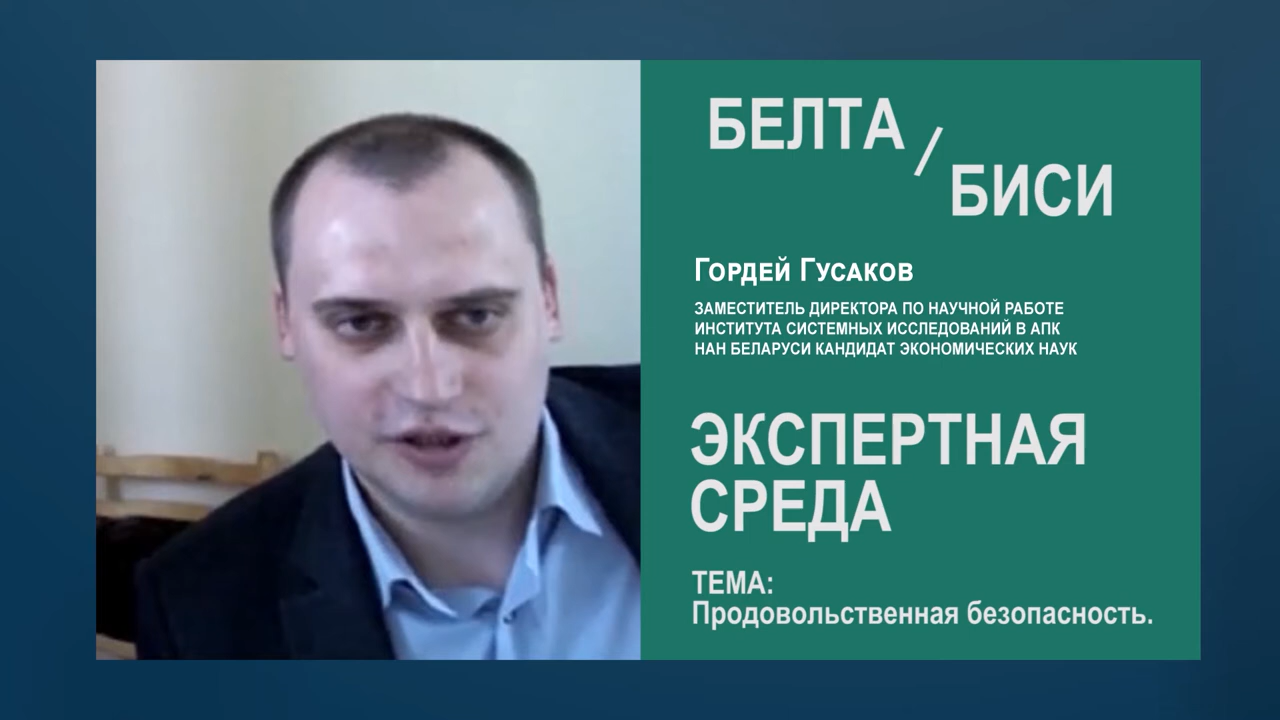 БЕЛТА /
БИСИ
Гордей Гусаков
ЗАМЕСТИТЕЛЬ ДИРЕКТОРА ПО НАУЧНОЙ РАБОТЕ
ИНСТИТУТА СИСТЕМНЫХ ИССЛЕДОВАНИЙ В АПК
НАН БЕЛАРУСИ КАНДИДАТ ЭКОНОМИЧЕСКИХ НАУК
ЭКСПЕРТНАЯ
СРЕДА
ТЕМА:
Продовольственная безопасность.